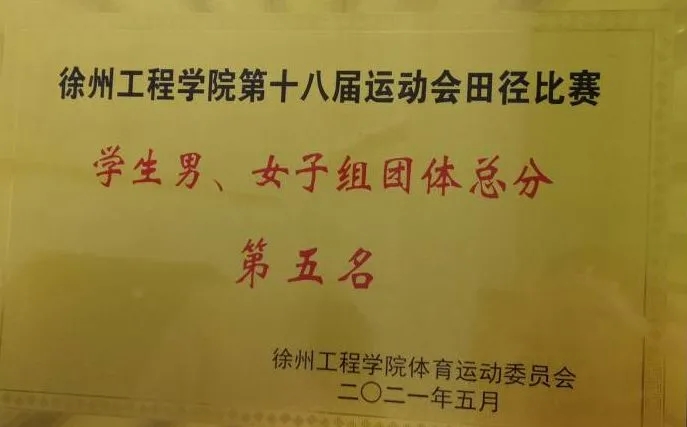 徐州工程学院第十八届运动会田径比赛
学生男、女子组团体总分
第五名
徐州工程学院体育运动委员会
二〇二一年五月